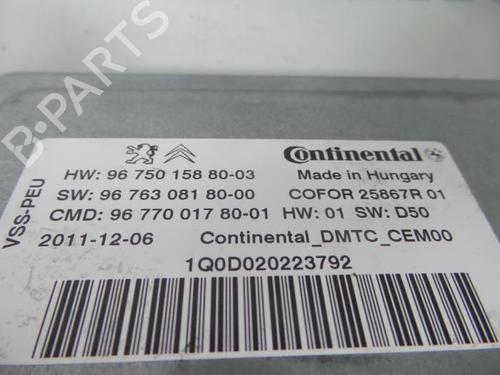 B-PARTS
Continental
HW: 96 750 158 80-03
Made in Hungary
SW: 96 763 081 80-00
COFOR 25867R 01
CMD: 96 770 017 80-01
HW: 01 SW: D50
2011-12-06
Continental_DMTC_CEM00
1Q0D020223792
VSS-PEU